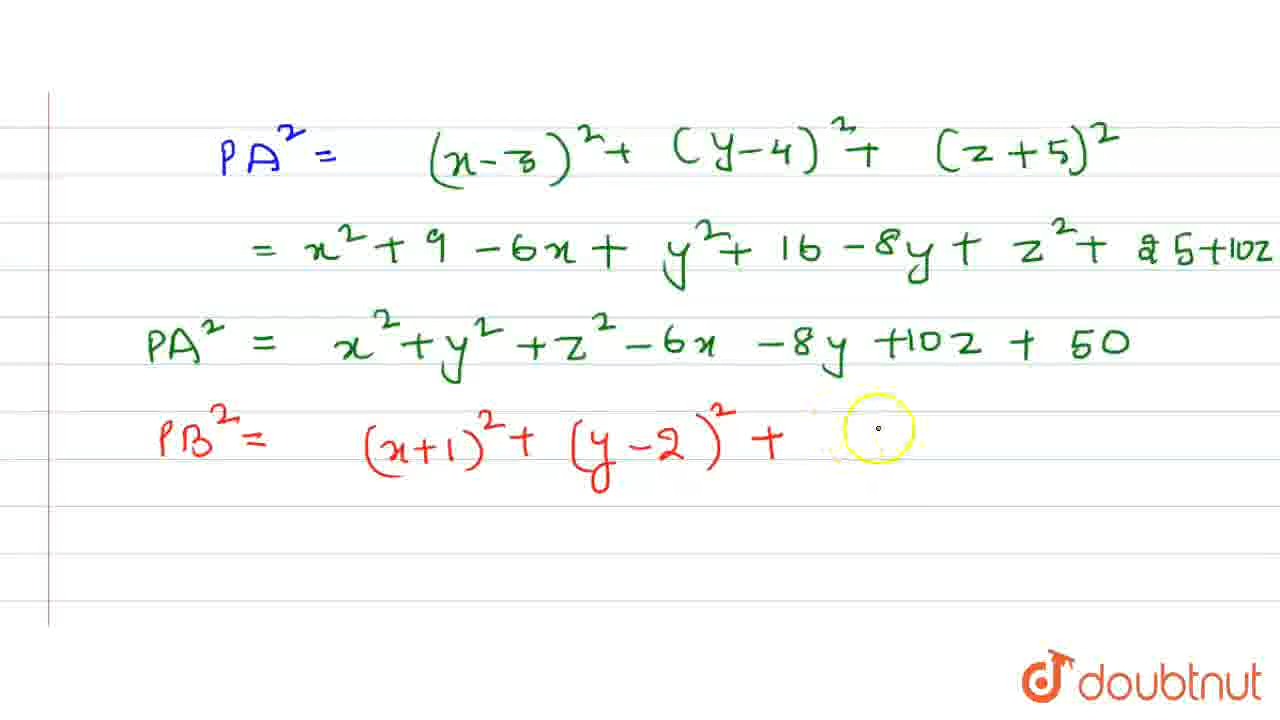 PA² = (x-3)² + (y-4)² + (z+5)²
= x² + 9 - 6x + y² + 16 - 8y + z² + 25 + 10z
PA² = x² + y² + z² - 6x - 8y + 10z + 50
PB² = (x+1)² + (y-2)² +
doubtnut